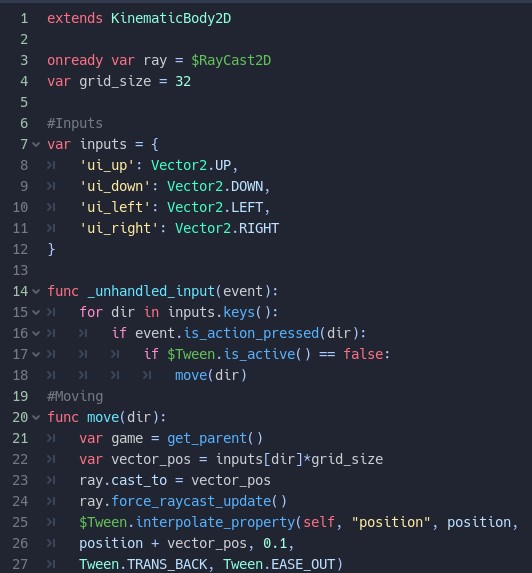 1 extends KinematicBody2D
2
3 onready var ray = $RayCast2D
4 var grid_size = 32
5
6 #Inputs
7 var inputs = {
8 'ui_up': Vector2.UP,
9 'ui_down': Vector2.DOWN,
10 'ui_left': Vector2.LEFT,
11 'ui_right': Vector2.RIGHT
12 }
13
14 func _unhandled_input(event):
15 for dir in inputs.keys():
16 if event.is_action_pressed(dir):
17 if $Tween.is_active() == false:
18 move(dir)
19 #Moving
20 func move(dir):
21 var game = get_parent()
22 var vector_pos = inputs[dir]*grid_size
23 ray.cast_to = vector_pos
24 ray.force_raycast_update()
25 $Tween.interpolate_property(self, "position", position,
26 position + vector_pos, 0.1,
27 Tween.TRANS_BACK, Tween.EASE_OUT)